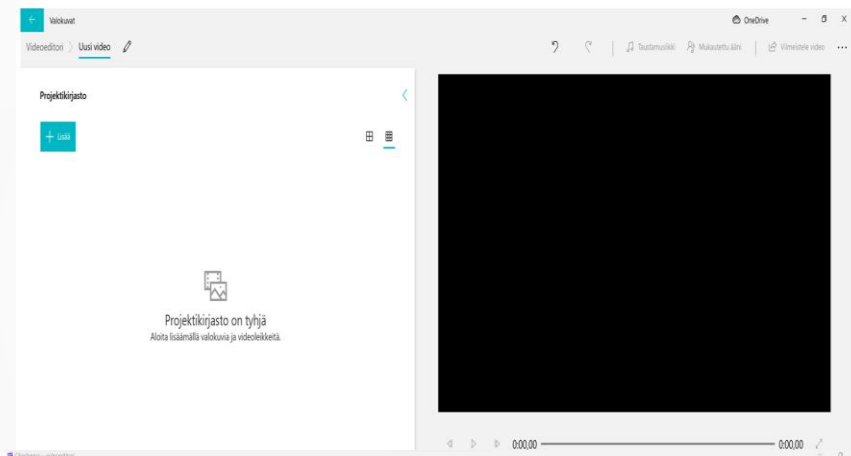 Valokuvat
OneDrive
Videoeditori > Uusi video
Taustamusiikki Mukautettu ääni Viimeistele video
Projektikirjasto
+ Lisää
Projektikirjasto on tyhjä
Aloita lisäämällä valokuvia ja videoleikkeitä.
0:00,00 0:00,00